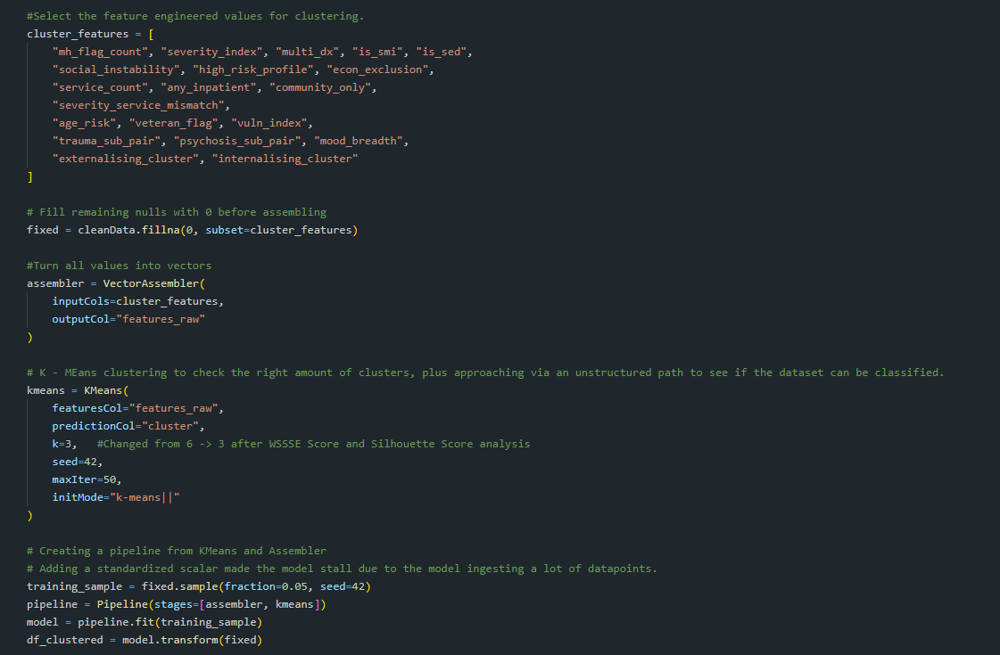 #Select the feature engineered values for clustering.
cluster_features = [
    "mh_flag_count", "severity_index", "multi_dx", "is_smi", "is_sed",
    "social_instability", "high_risk_profile", "econ_exclusion",
    "service_count", "any_inpatient", "community_only",
    "severity_service_mismatch",
    "age_risk", "veteran_flag", "vuln_index",
    "trauma_sub_pair", "psychosis_sub_pair", "mood_breadth",
    "externalising_cluster", "internalising_cluster"
]
# Fill remaining nulls with 0 before assembling
fixed = cleanData.fillna(0, subset=cluster_features)
#Turn all values into vectors
assembler = VectorAssembler(
    inputCols=cluster_features,
    outputCol="features_raw"
)
# K - MEans clustering to check the right amount of clusters, plus approaching via an unstructured path to see if the dataset can be classified.
kmeans = KMeans(
    featuresCol="features_raw",
    predictionCol="cluster",
    k=3,   #Changed from 6 -> 3 after WSSSE Score and Silhouette Score analysis
    seed=42,
    maxIter=50,
    initMode="k-means||"
)
# Creating a pipeline from KMeans and Assembler
# Adding a standardized scalar made the model stall due to the model ingesting a lot of datapoints.
training_sample = fixed.sample(fraction=0.05, seed=42)
pipeline = Pipeline(stages=[assembler, kmeans])
model = pipeline.fit(training_sample)
df_clustered = model.transform(fixed)